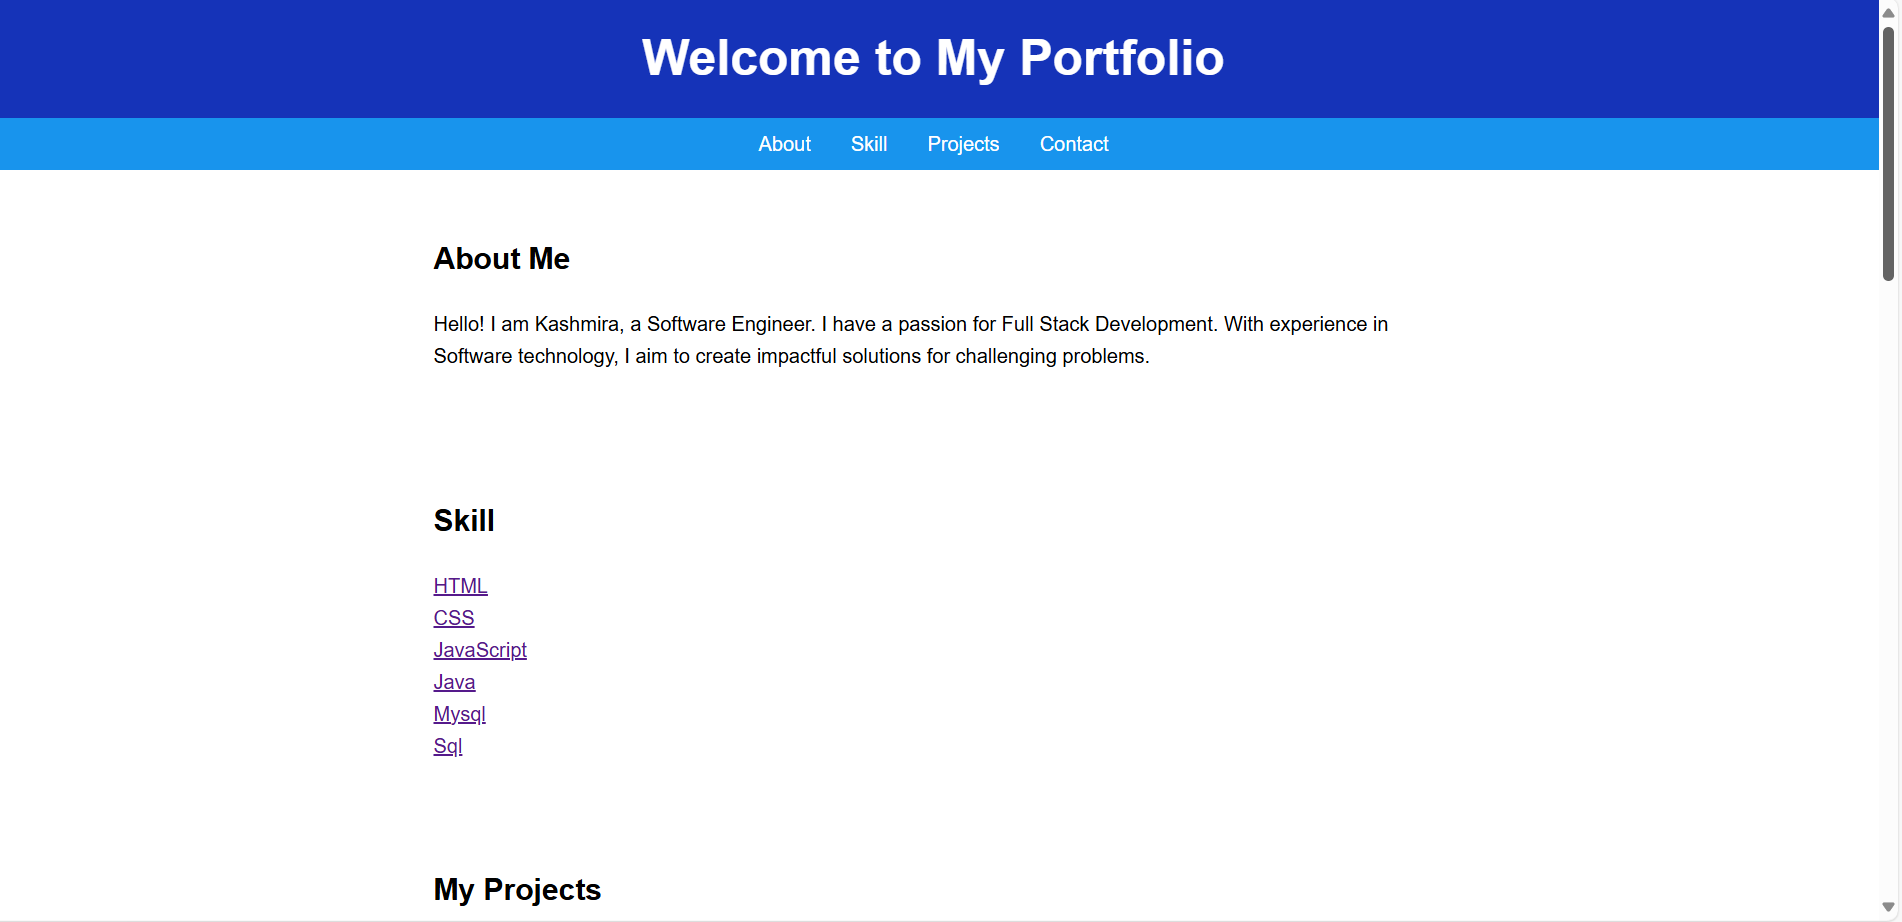 Welcome to My Portfolio
About Skill Projects Contact
About Me
Hello! I am Kashmira, a Software Engineer. I have a passion for Full Stack Development. With experience in
Software technology, I aim to create impactful solutions for challenging problems.
Skill
HTML
CSS
JavaScript
Java
Mysql
Sql
My Projects